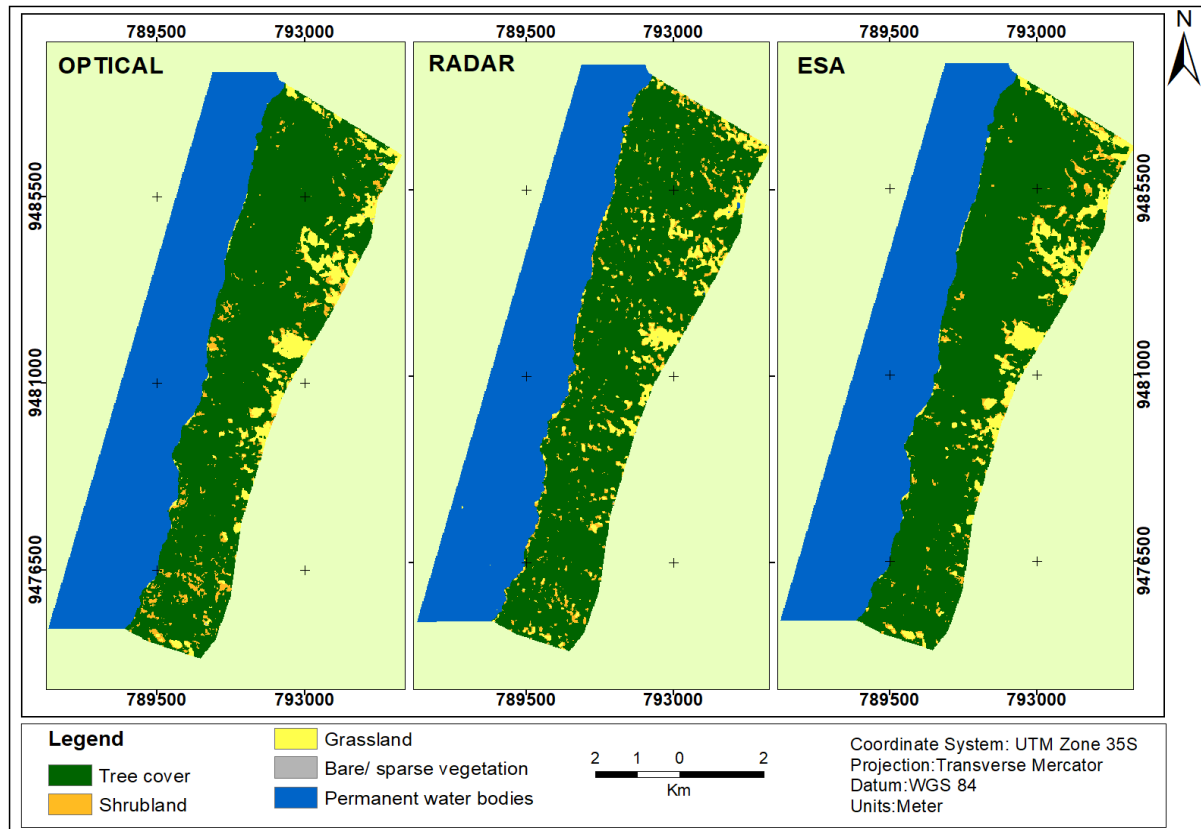 N
789500 793000 789500 793000 789500 793000
OPTICAL RADAR ESA
9485500 9485500
9481000 9481000
9476500 9476500
789500 793000 789500 793000 789500 793000
Legend
Tree cover
Shrubland
Grassland
Bare/ sparse vegetation
Permanent water bodies
2 1 0 2
Km
Coordinate System: UTM Zone 35S
Projection:Transverse Mercator
Datum:WGS 84
Units:Meter